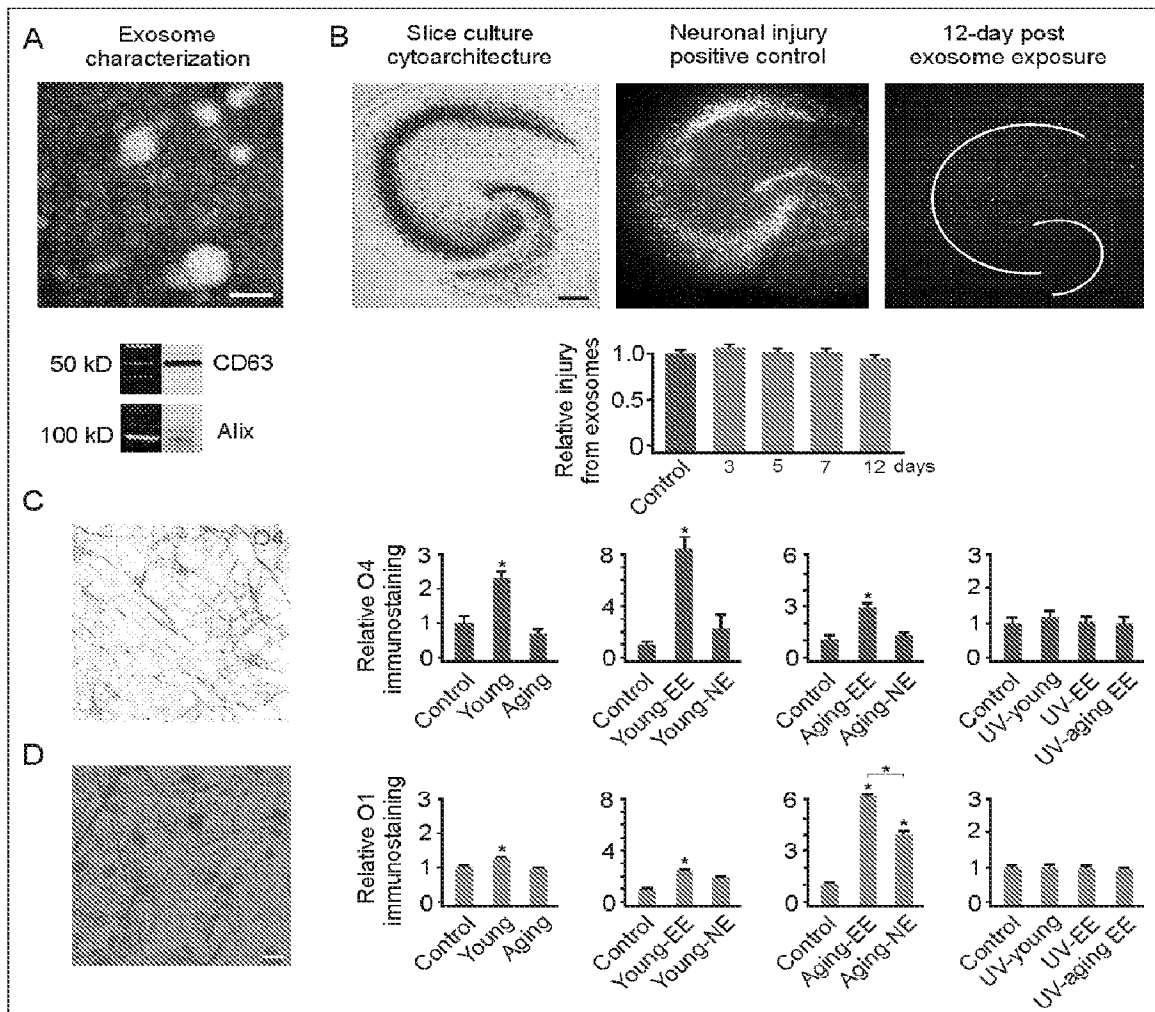 A
Exosome
characterization
50 kD
CD63
100 kD
Alix
B
Slice culture
cytoarchitecture
Neuronal injury
positive control
12-day post
exosome exposure
Relative injury
from exosomes
1.0
0.5
0
Control
3
5
7
12
days
C
O4
Relative O4
immunostaining
3
2
1
0
*
Control
Young
Aging
8
4
0
*
Control
Young-EE
Young-NE
6
3
0
*
Control
Aging-EE
Aging-NE
3
2
1
0
Control
UV-young
UV-EE
UV-aging EE
D
Relative O1
immunostaining
3
2
1
0
*
Control
Young
Aging
8
4
0
*
Control
Young-EE
Young-NE
6
3
0
*
*
*
Control
Aging-EE
Aging-NE
3
2
1
0
Control
UV-young
UV-EE
UV-aging EE